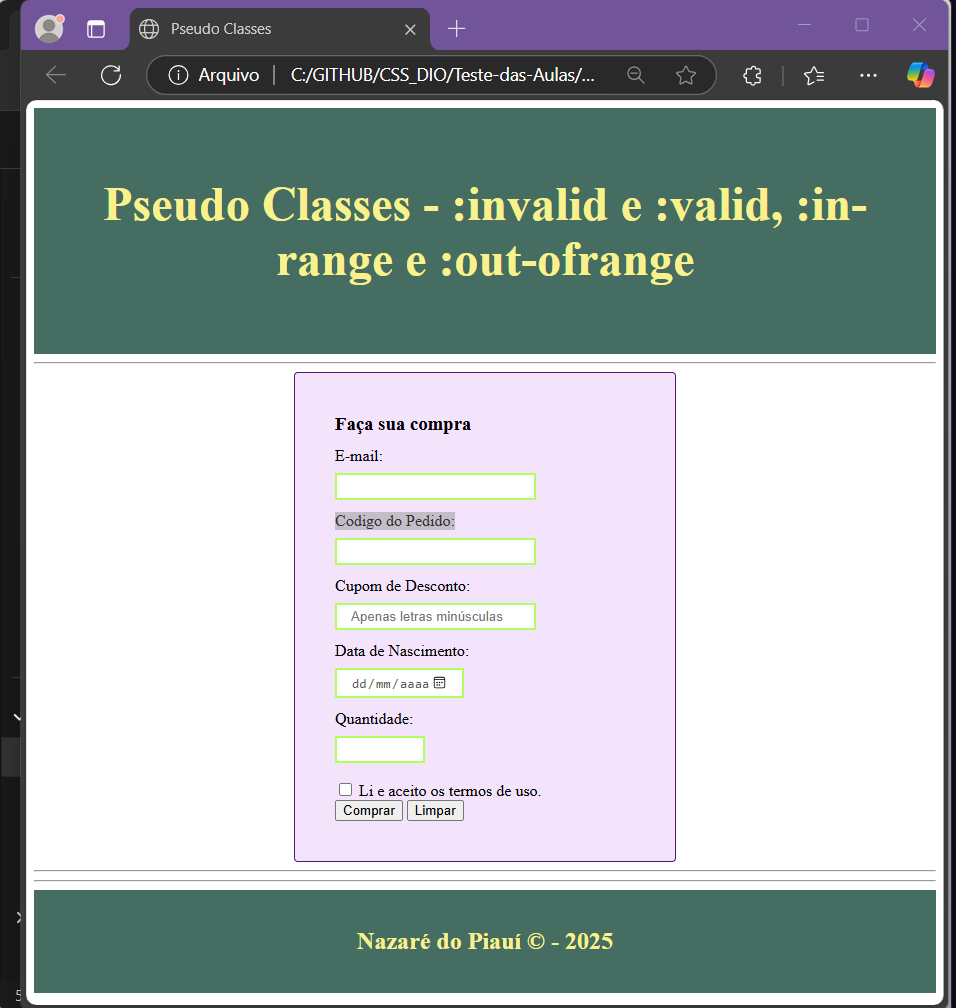 Pseudo Classes
Arquivo
C:/GITHUB/CSS_DIO/Teste-das-Aulas/...
Pseudo Classes - :invalid e :valid, :in-
range e :out-ofrange
Faça sua compra
E-mail:
Codigo do Pedido:
Cupom de Desconto:
Apenas letras minúsculas
Data de Nascimento:
dd/mm/aaaa
Quantidade:
Li e aceito os termos de uso.
Comprar Limpar
Nazaré do Piauí © - 2025